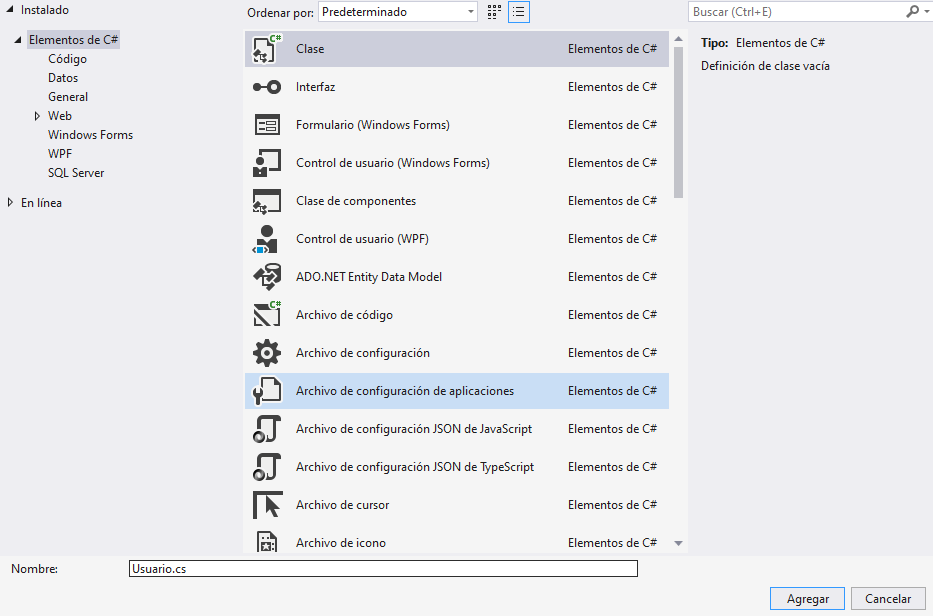 Instalado
Elementos de C#
Código
Datos
General
Web
Windows Forms
WPF
SQL Server
En línea
Ordenar por: Predeterminado
C# Clase Elementos de C#
Interfaz Elementos de C#
Formulario (Windows Forms) Elementos de C#
Control de usuario (Windows Forms) Elementos de C#
Clase de componentes Elementos de C#
Control de usuario (WPF) Elementos de C#
ADO.NET Entity Data Model Elementos de C#
C# Archivo de código Elementos de C#
Archivo de configuración Elementos de C#
Archivo de configuración de aplicaciones Elementos de C#
Archivo de configuración JSON de JavaScript Elementos de C#
Archivo de configuración JSON de TypeScript Elementos de C#
Archivo de cursor Elementos de C#
Archivo de icono Elementos de C#
Buscar (Ctrl+E)
Tipo: Elementos de C#
Definición de clase vacía
Nombre: Usuario.cs
Agregar Cancelar